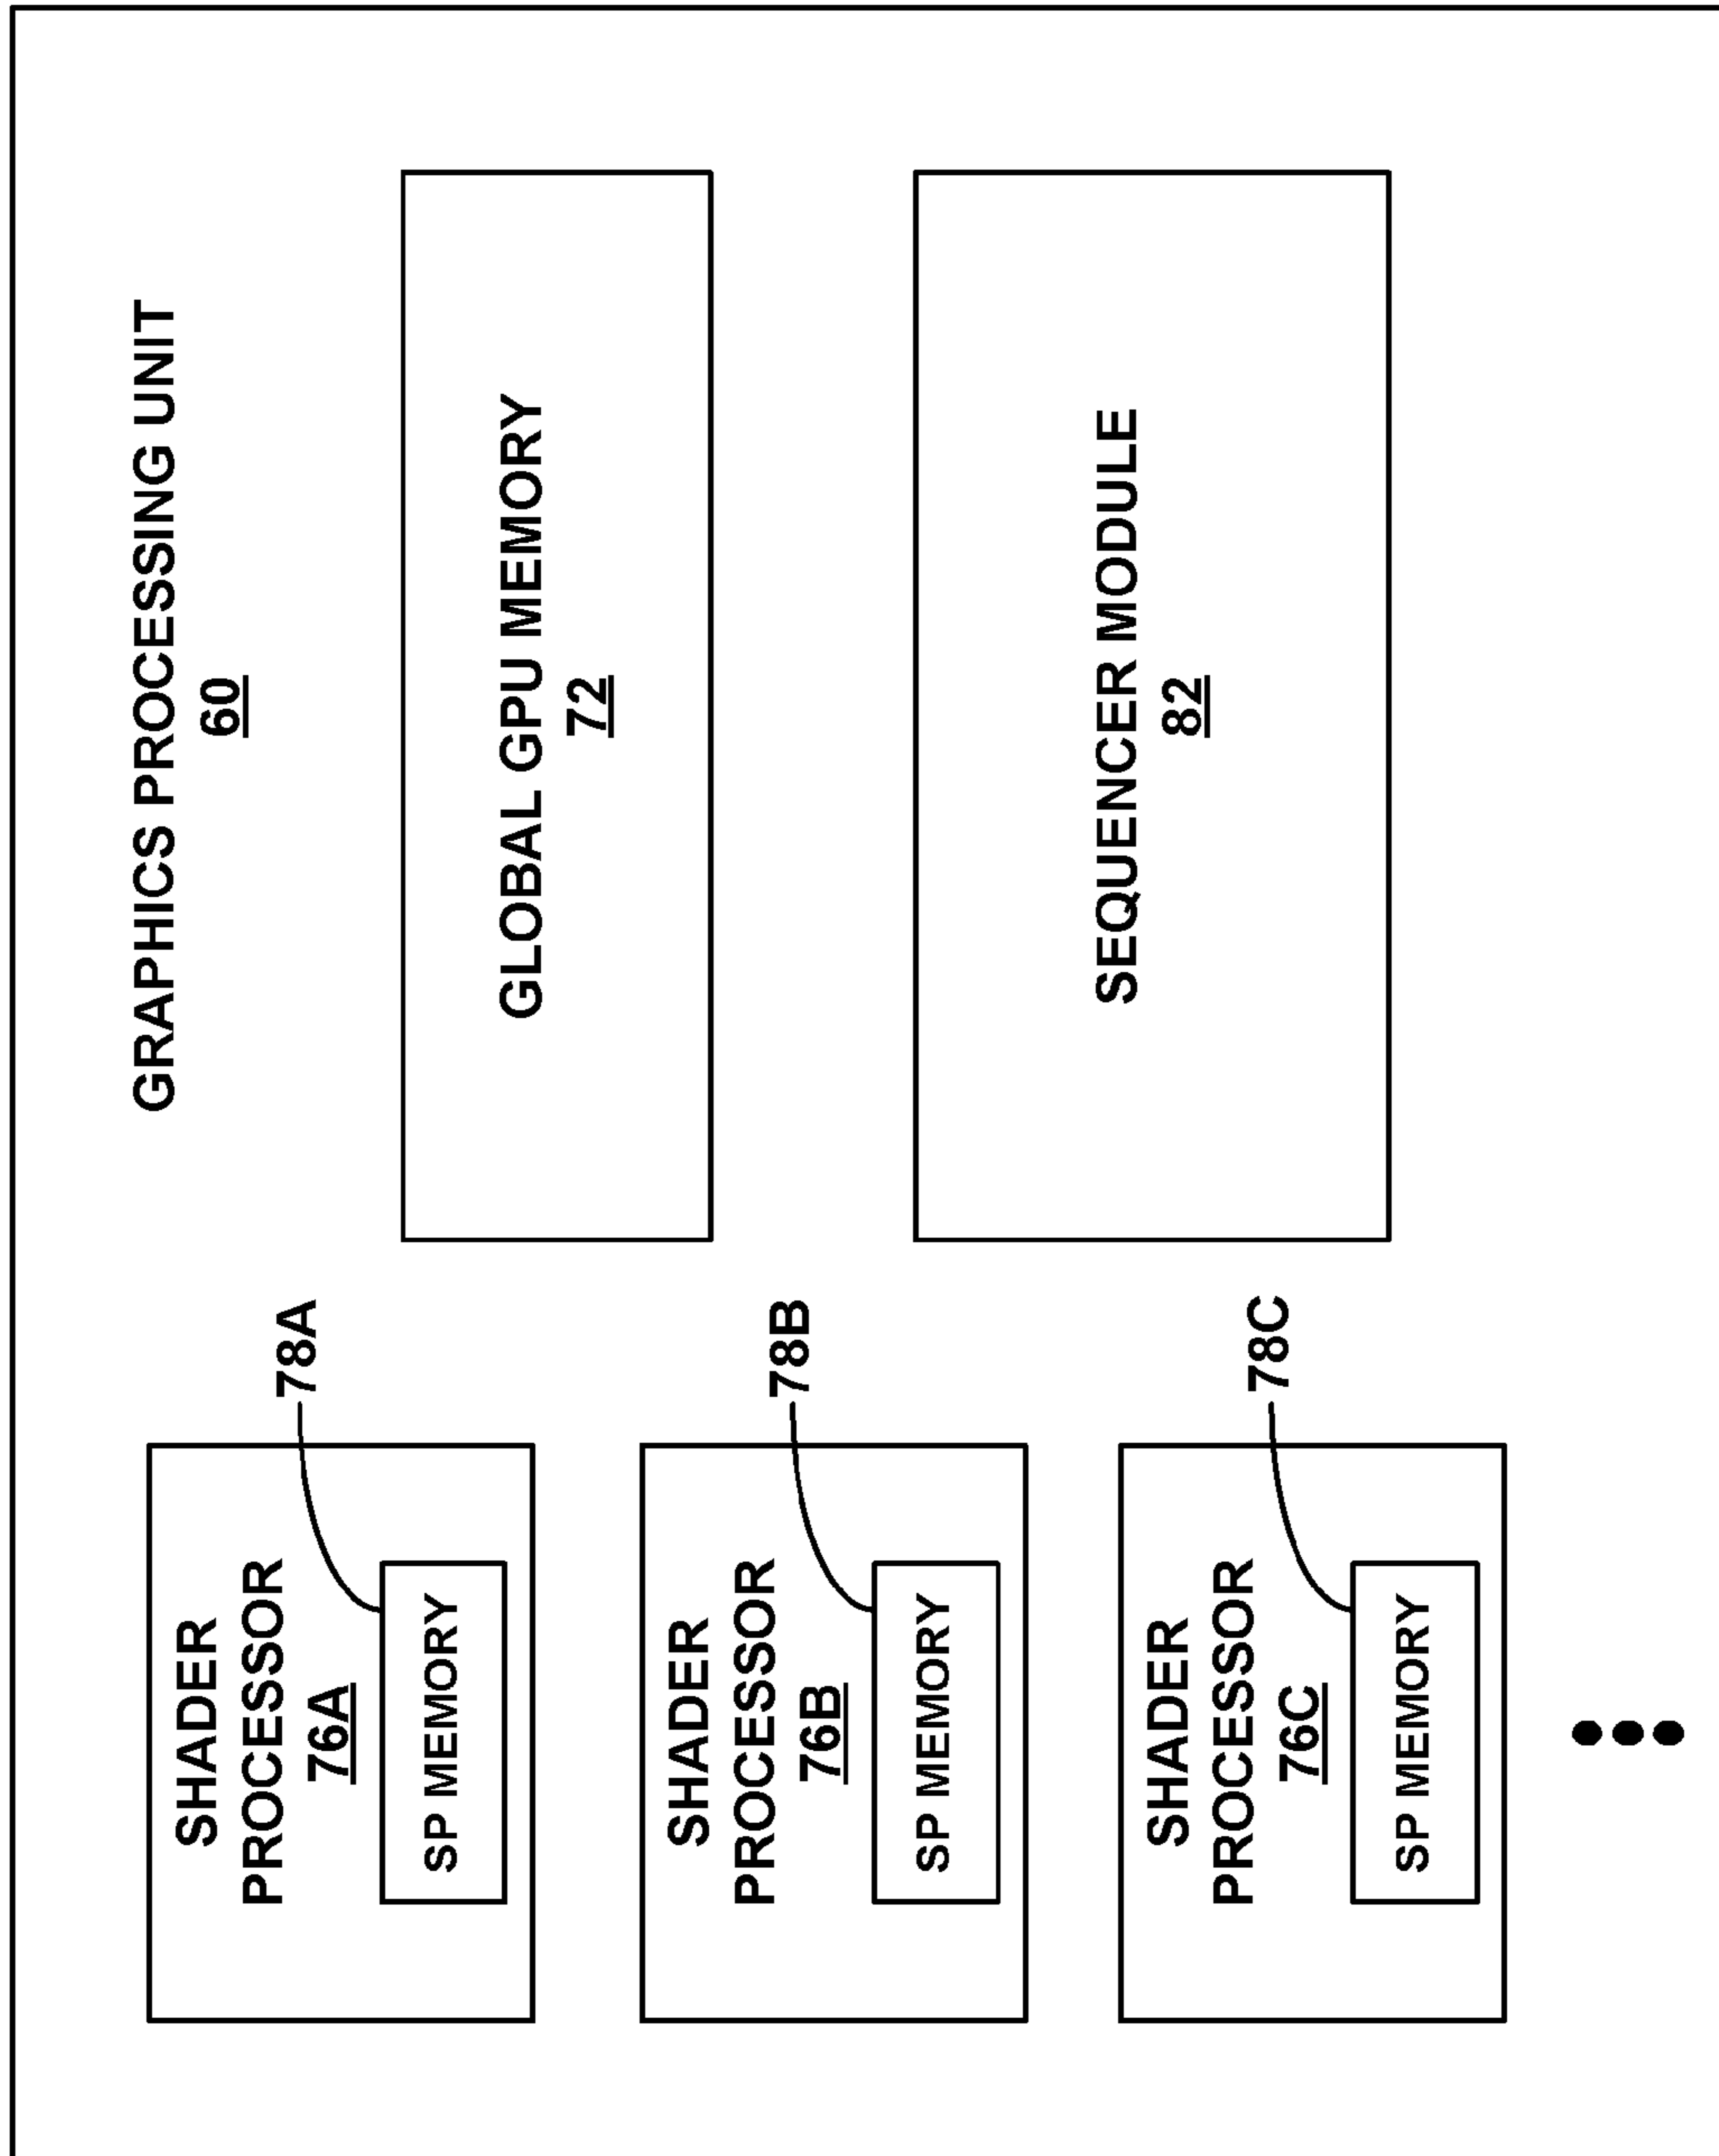 GRAPHICS PROCESSING UNIT
60
SHADER
PROCESSOR
76A
SP MEMORY
78A
GLOBAL GPU MEMORY
72
SHADER
PROCESSOR
76B
SP MEMORY
78B
SEQUENCER MODULE
82
SHADER
PROCESSOR
76C
SP MEMORY
78C